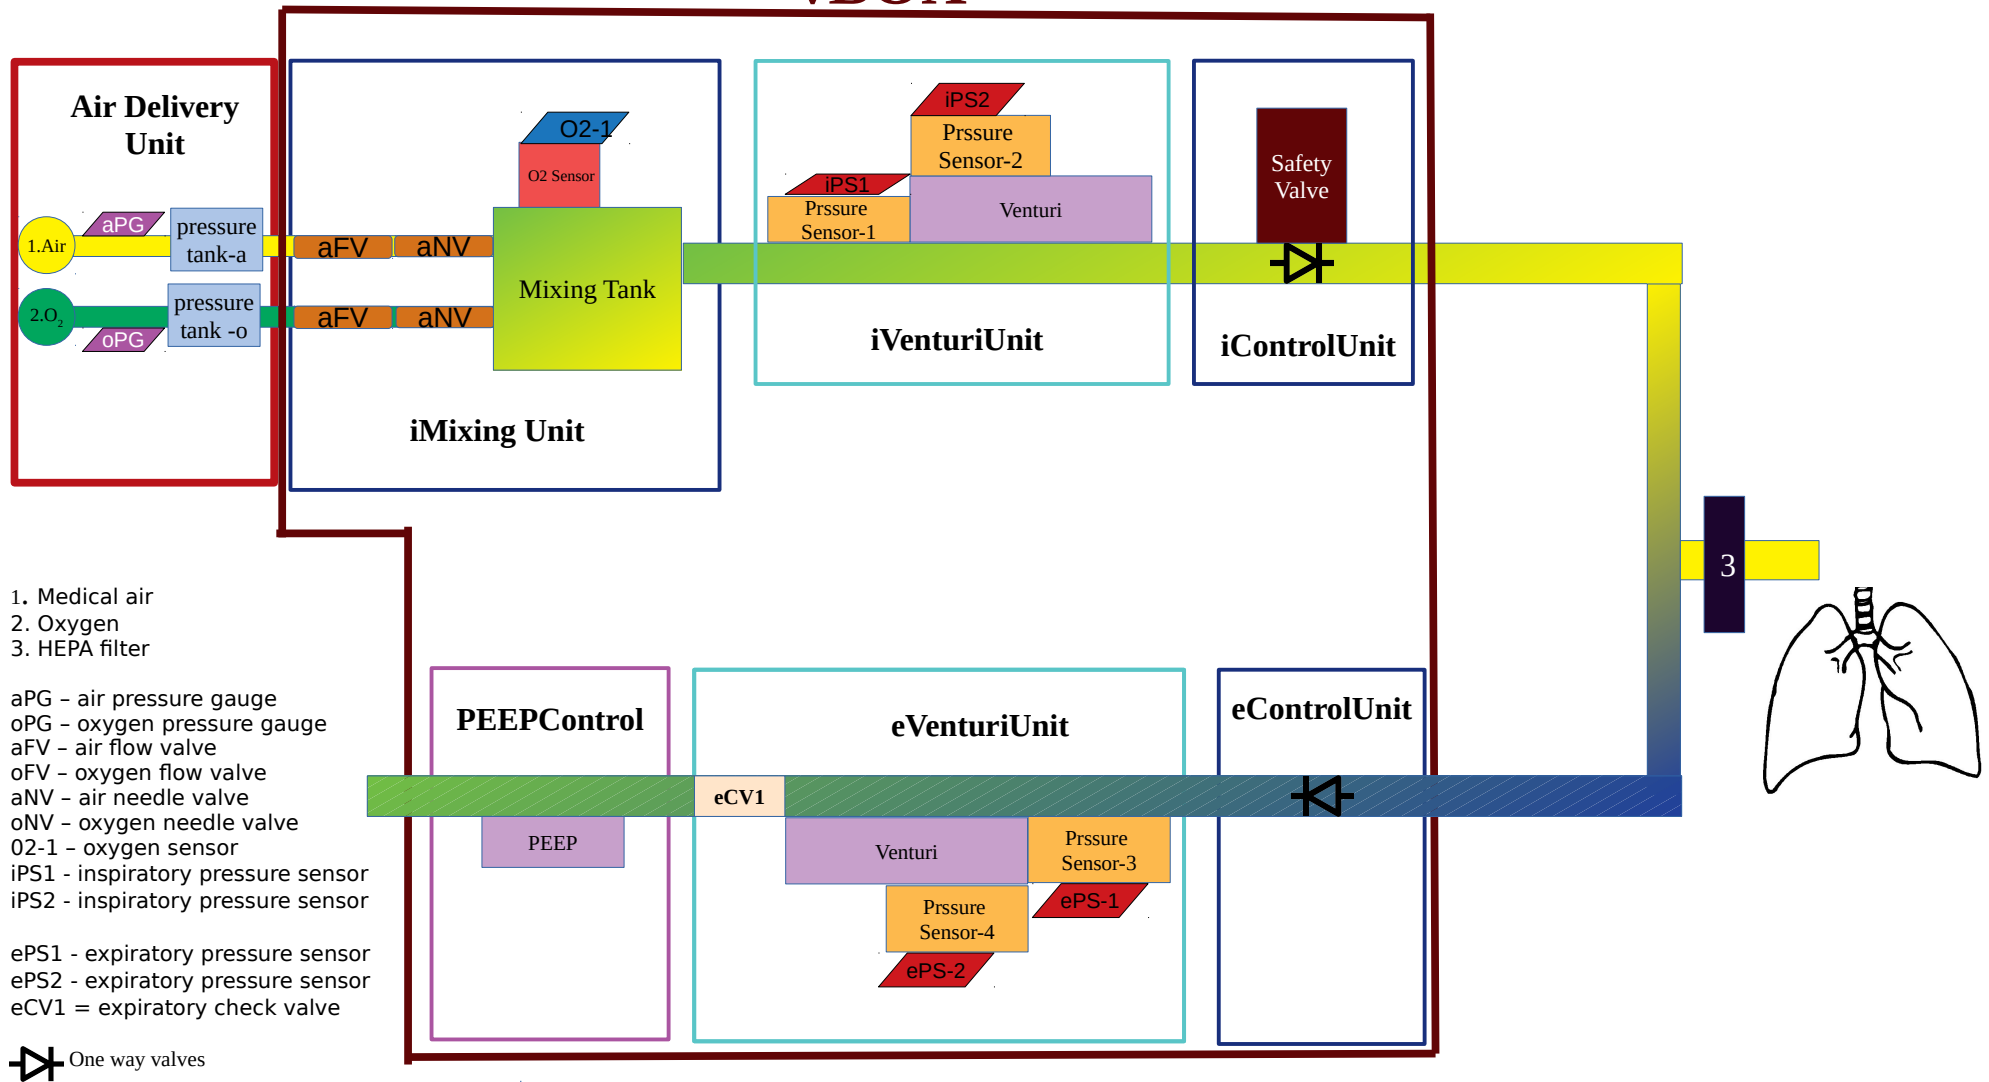 Air Delivery
Unit
1.Air
aPG
pressure
tank-a
2.O2
oPG
pressure
tank -o
aFV
aNV
aFV
aNV
O2-1
O2 Sensor
Mixing Tank
iMixing Unit
iPS2
Prssure
Sensor-2
iPS1
Prssure
Sensor-1
Venturi
iVenturiUnit
Safety
Valve
iControlUnit
3
1. Medical air
2. Oxygen
3. HEPA filter
aPG – air pressure gauge
oPG – oxygen pressure gauge
aFV – air flow valve
oFV – oxygen flow valve
aNV – air needle valve
oNV – oxygen needle valve
02-1 – oxygen sensor
iPS1 - inspiratory pressure sensor
iPS2 - inspiratory pressure sensor
ePS1 - expiratory pressure sensor
ePS2 - expiratory pressure sensor
eCV1 = expiratory check valve
One way valves
PEEPControl
PEEP
eVenturiUnit
eCV1
Venturi
Prssure
Sensor-3
ePS-1
Prssure
Sensor-4
ePS-2
eControlUnit